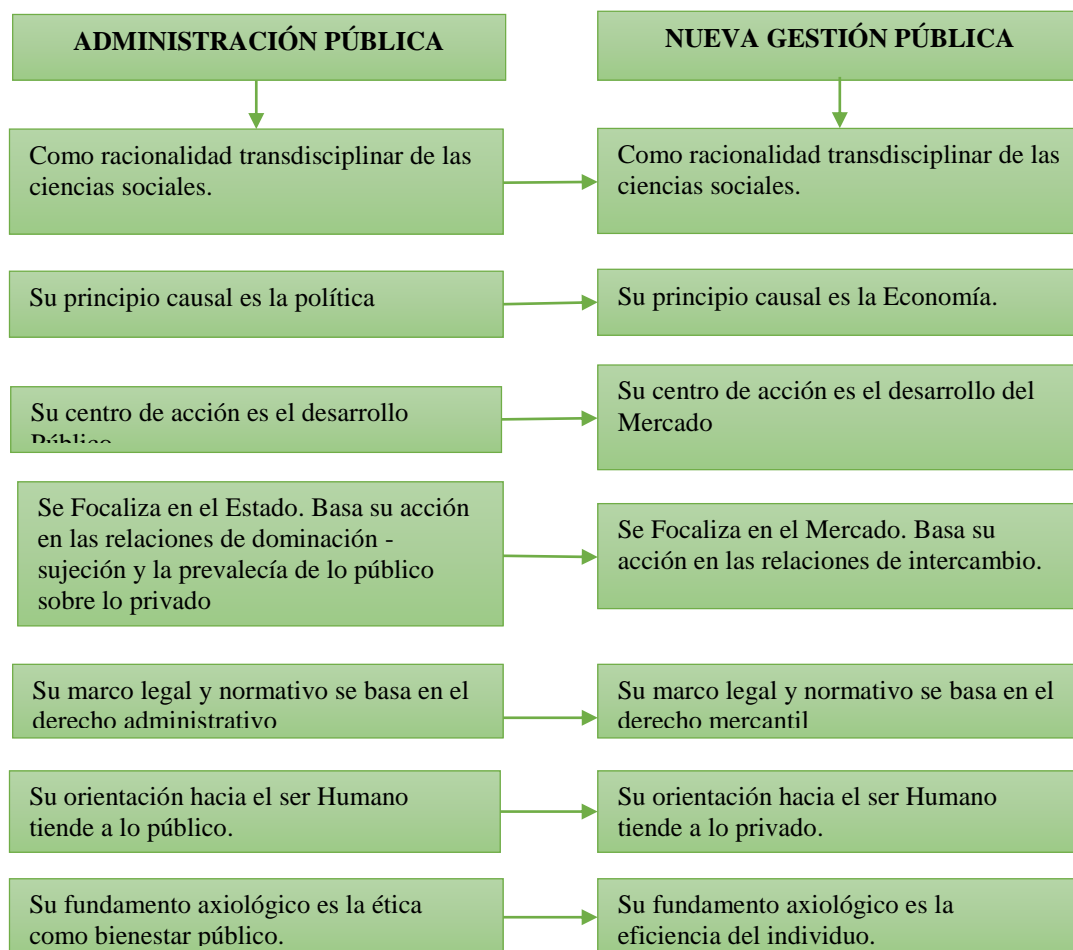 ADMINISTRACIÓN PÚBLICA
NUEVA GESTIÓN PÚBLICA
Como racionalidad transdisciplinar de las
ciencias sociales.
Como racionalidad transdisciplinar de las
ciencias sociales.
Su principio causal es la política
Su principio causal es la Economía.
Su centro de acción es el desarrollo
Público
Su centro de acción es el desarrollo del
Mercado
Se Focaliza en el Estado. Basa su acción
en las relaciones de dominación -
sujeción y la prevalecía de lo público
sobre lo privado
Se Focaliza en el Mercado. Basa su
acción en las relaciones de intercambio.
Su marco legal y normativo se basa en el
derecho administrativo
Su marco legal y normativo se basa en el
derecho mercantil
Su orientación hacia el ser Humano
tiende a lo público.
Su orientación hacia el ser Humano
tiende a lo privado.
Su fundamento axiológico es la ética
como bienestar público.
Su fundamento axiológico es la
eficiencia del individuo.